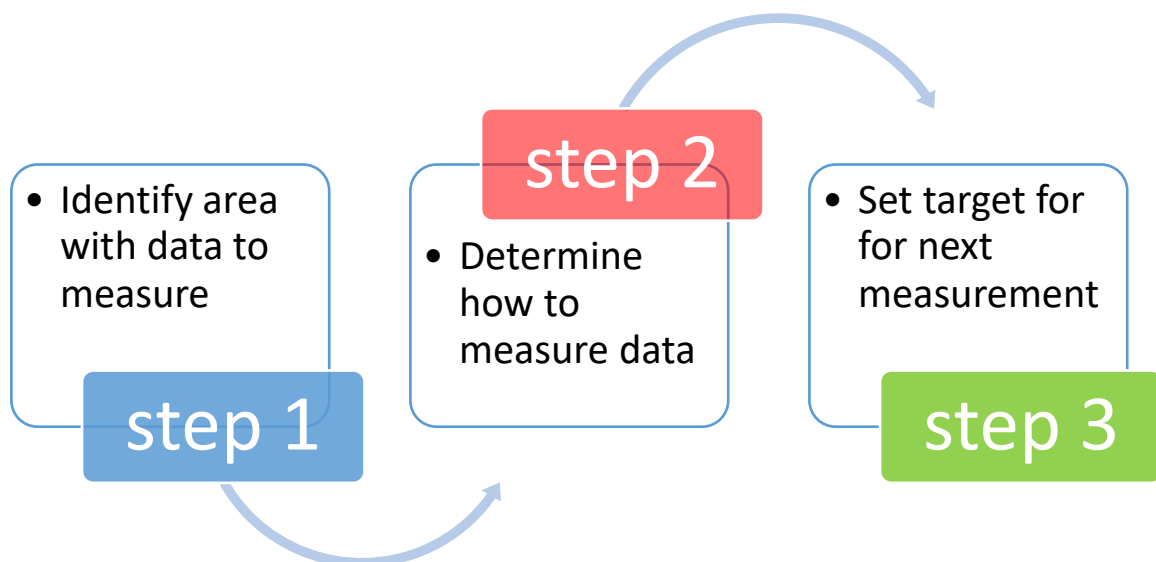 • Identify area
with data to
measure
step 1
step 2
• Determine
how to
measure data
• Set target for
for next
measurement
step 3